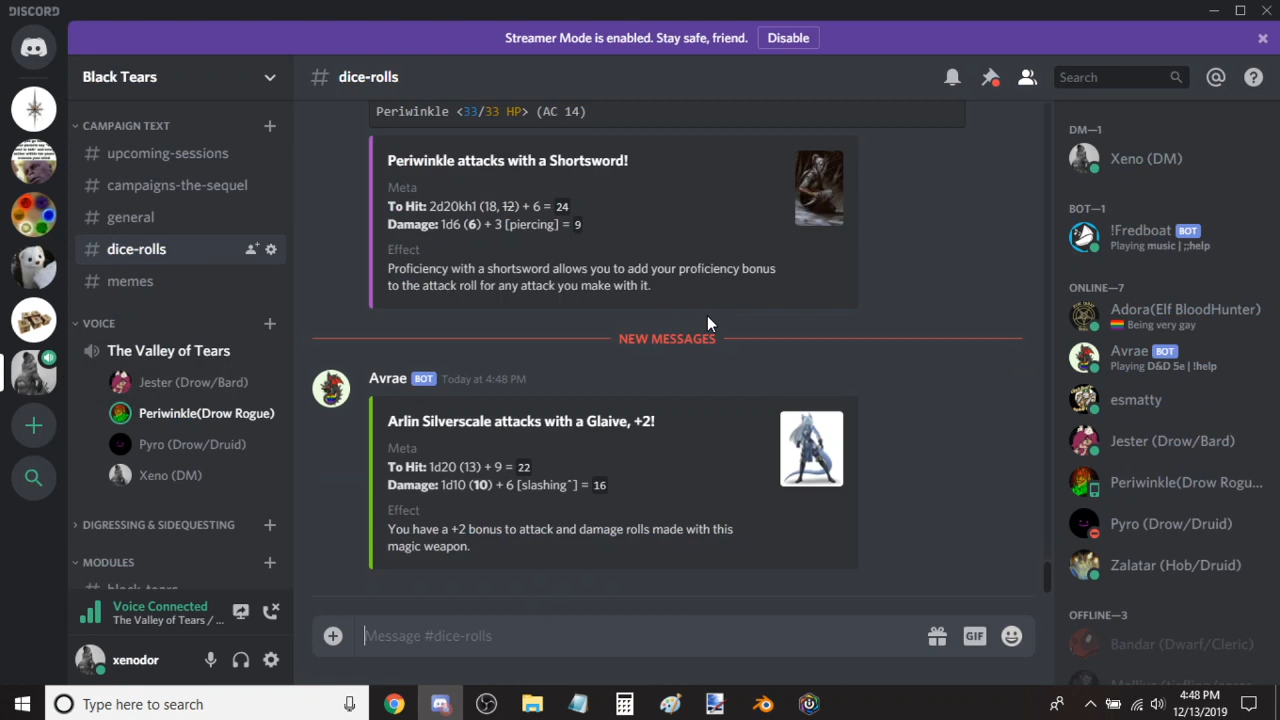 DISCORD
Streamer Mode is enabled. Stay safe, friend. Disable
Black Tears
# dice-rolls
Search
CAMPAIGN TEXT
# upcoming-sessions
# campaigns-the-sequel
# general
# dice-rolls
# memes
VOICE
The Valley of Tears
Jester (Drow/Bard)
Periwinkle(Drow Rogue)
Pyro (Drow/Druid)
Xeno (DM)
DIGRESSING & SIDEQUESTING
MODULES
Voice Connected
The Valley of Tears / ...
xenodor
Periwinkle <33/33 HP> (AC 14)
Periwinkle attacks with a Shortsword!
Meta
To Hit: 2d20kh1 (18, 12) + 6 = 24
Damage: 1d6 (6) + 3 [piercing] = 9
Effect
Proficiency with a shortsword allows you to add your proficiency bonus
to the attack roll for any attack you make with it.
NEW MESSAGES
Avrae BOT Today at 4:48 PM
Arlin Silverscale attacks with a Glaive, +2!
Meta
To Hit: 1d20 (13) + 9 = 22
Damage: 1d10 (10) + 6 [slashing^] = 16
Effect
You have a +2 bonus to attack and damage rolls made with this
magic weapon.
Message #dice-rolls
GIF
DM—1
Xeno (DM)
BOT—1
!Fredboat BOT
Playing music | ;;help
ONLINE—7
Adora(Elf BloodHunter)
Being very gay
Avrae BOT
Playing D&D 5e | !help
esmatty
Jester (Drow/Bard)
Periwinkle(Drow Rogu...
Pyro (Drow/Druid)
Zalatar (Hob/Druid)
OFFLINE—3
Bandar (Dwarf/Cleric)
Type here to search
4:48 PM
12/13/2019